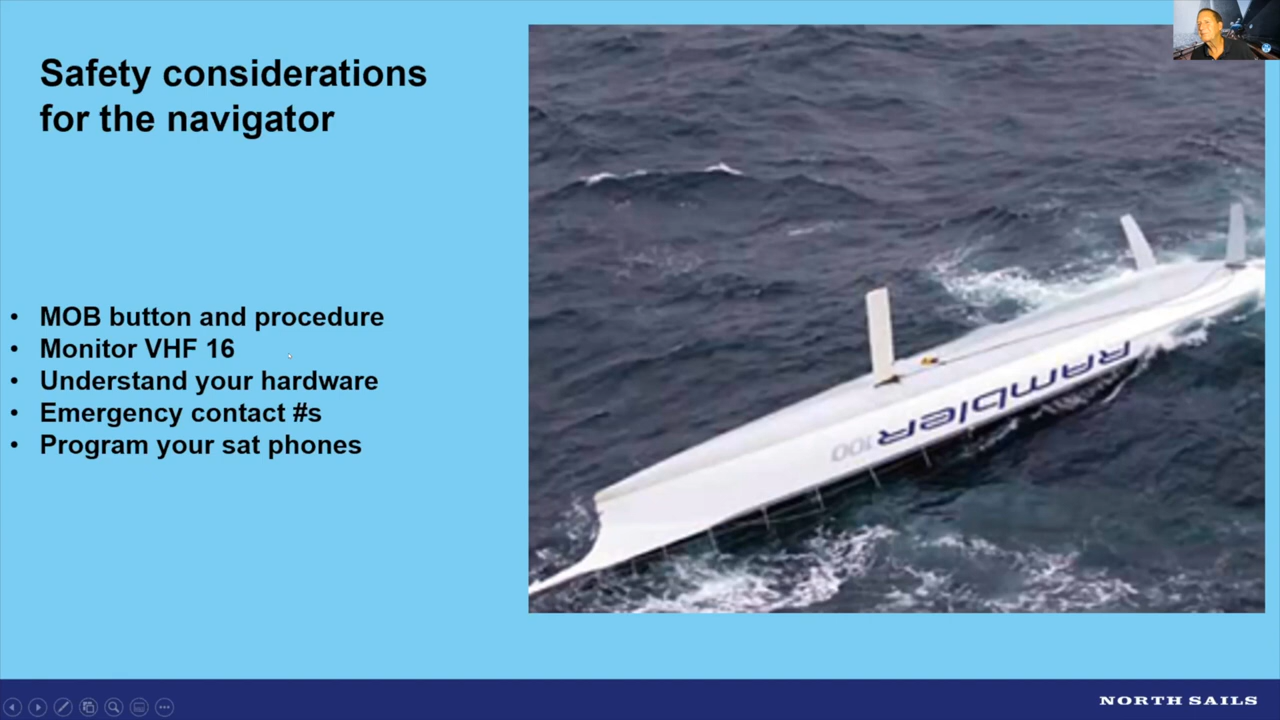 Safety considerations
for the navigator
• MOB button and procedure
• Monitor VHF 16
• Understand your hardware
• Emergency contact #s
• Program your sat phones
RAmbleR 100
NORTH SAILS